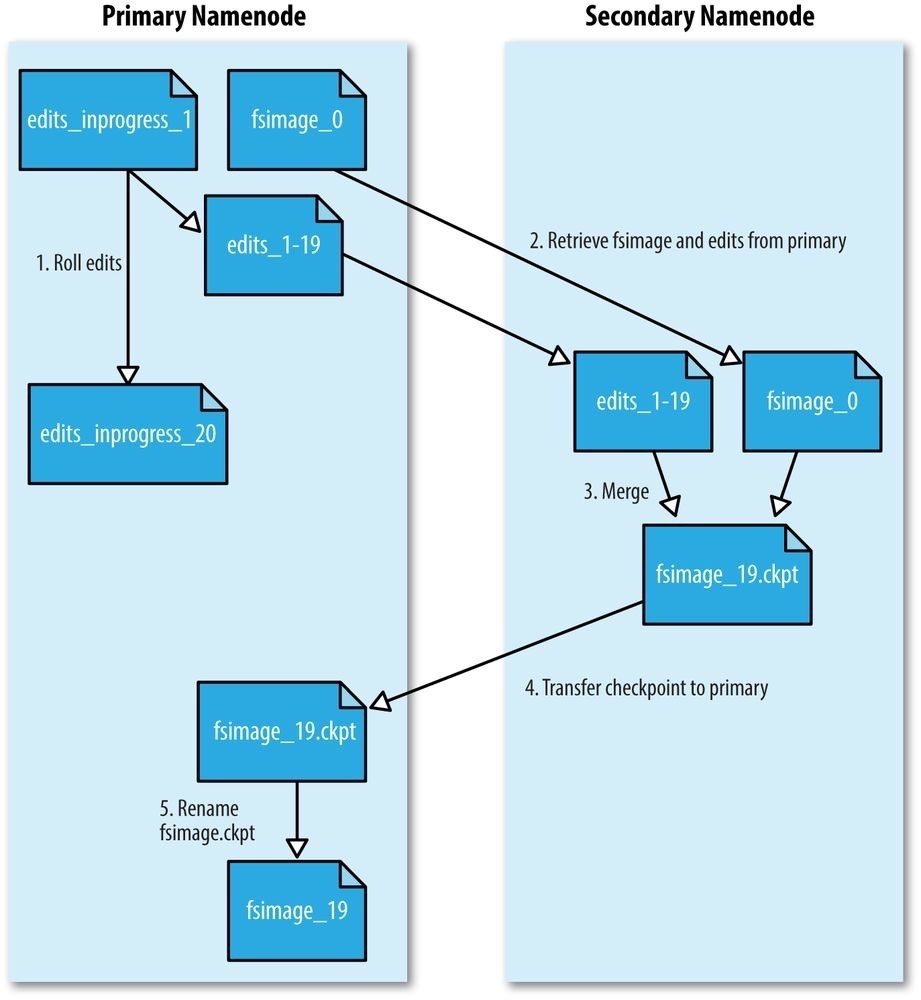 Primary Namenode
Secondary Namenode
edits_inprogress_1
fsimage_0
edits_1-19
1. Roll edits
2. Retrieve fsimage and edits from primary
edits_inprogress_20
edits_1-19
fsimage_0
3. Merge
fsimage_19.ckpt
4. Transfer checkpoint to primary
fsimage_19.ckpt
5. Rename
fsimage.ckpt
fsimage_19